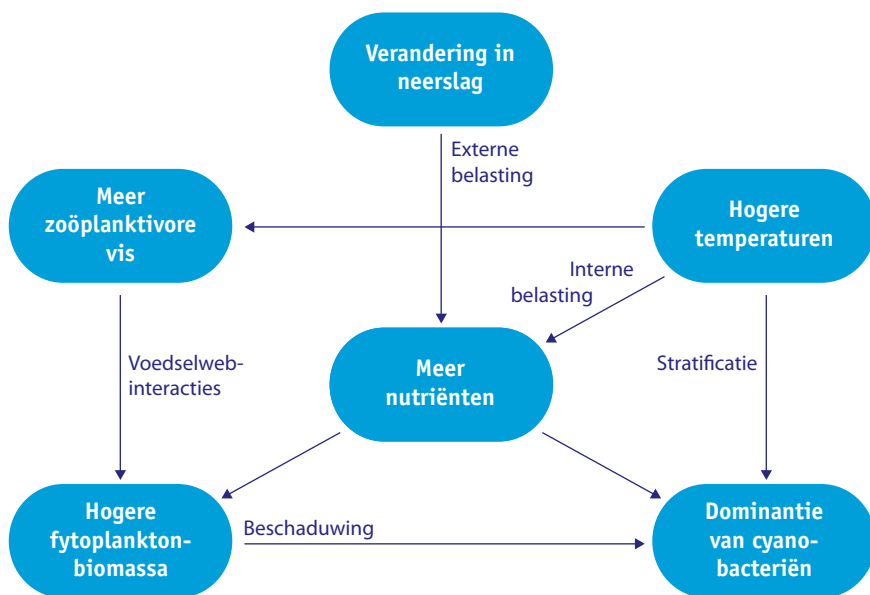 Verandering in
neerslag
Externe
belasting
Meer
zoöplanktivore
vis
Hogere
temperaturen
Interne
belasting
Voedselweb-
interacties
Meer
nutriënten
Stratificatie
Hogere
fytoplankton-
biomassa
Beschaduwing
Dominantie
van cyano-
bacteriën